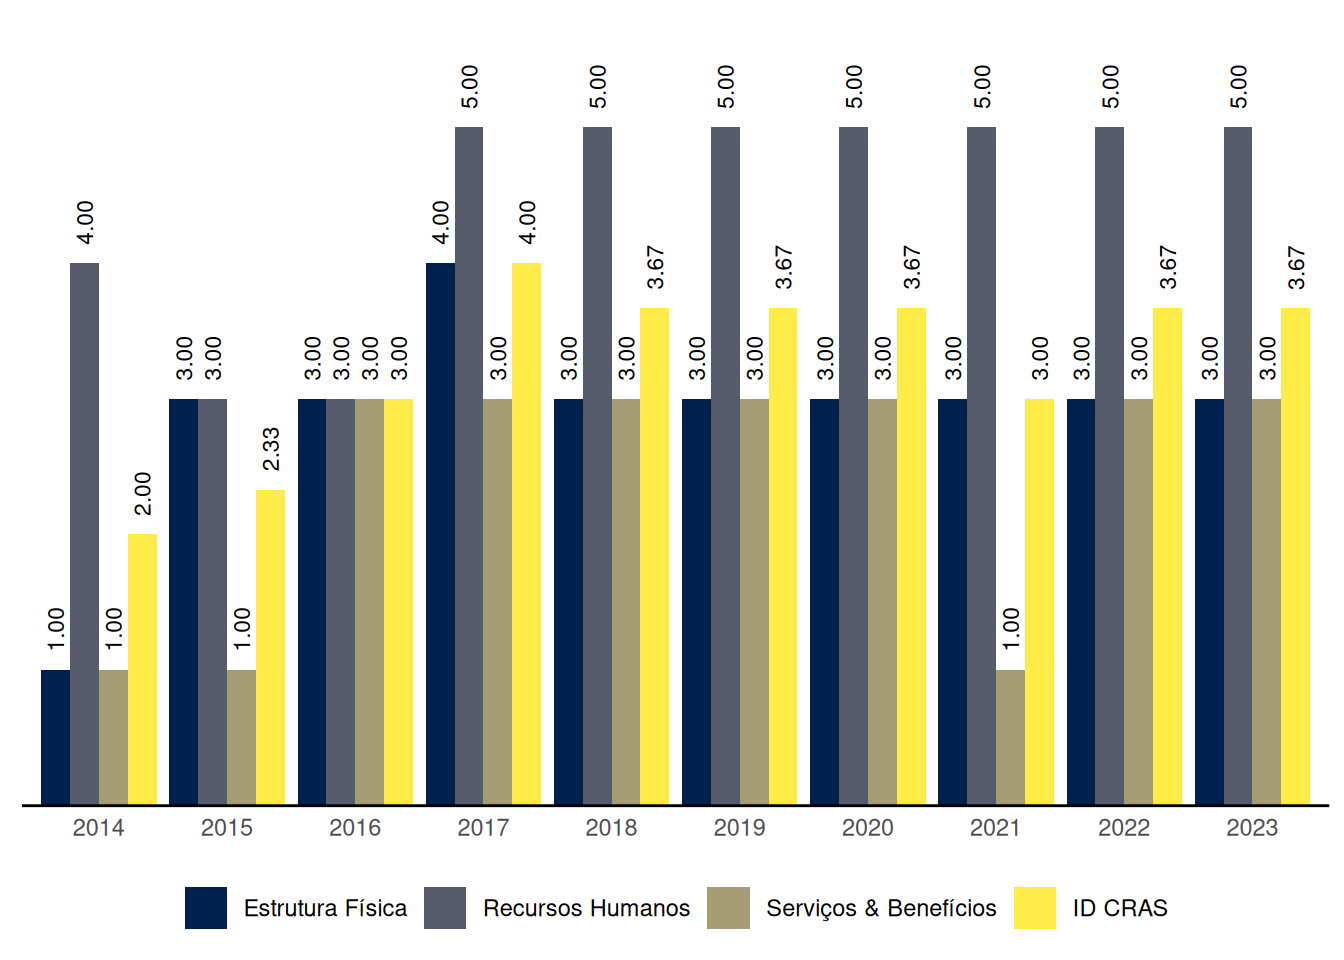 5.00 5.00 5.00 5.00 5.00 5.00 5.00
4.00 4.00 4.00
3.67 3.67 3.67 3.67 3.67
3.00 3.00 3.00 3.00 3.00 3.00 3.00 3.00 3.00 3.00 3.00 3.00 3.00 3.00 3.00 3.00 3.00 3.00 3.00
2.33
2.00
1.00 1.00 1.00 1.00
2014 2015 2016 2017 2018 2019 2020 2021 2022 2023
Estrutura Física Recursos Humanos Serviços & Benefícios ID CRAS